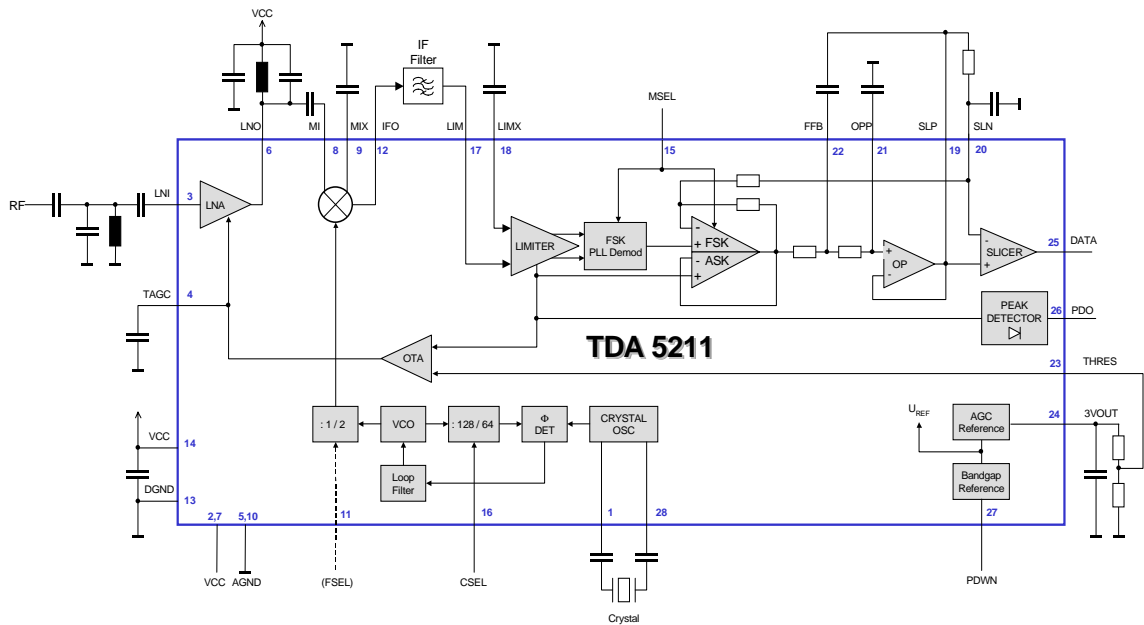 VCC
IF
Filter
MSEL
LNO
MI
MIX
IFO
LIM
LIMX
FFB
OPP
SLP
SLN
6
8
9
12
17
18
15
22
21
19
20
RF
LNI
3
LNA
LIMITER
FSK
PLL Demod
-
+ FSK
- ASK
+
+
-
OP
-
+
SLICER
25
DATA
TAGC
4
PEAK
DETECTOR
26
PDO
OTA
TDA 5211
23
THRES
: 1 / 2
VCO
: 128 / 64
Φ
DET
CRYSTAL
OSC
UREF
AGC
Reference
24
3VOUT
VCC
14
Loop
Filter
Bandgap
Reference
DGND
13
2,7
5,10
11
16
1
28
27
VCC
AGND
(FSEL)
CSEL
PDWN
Crystal